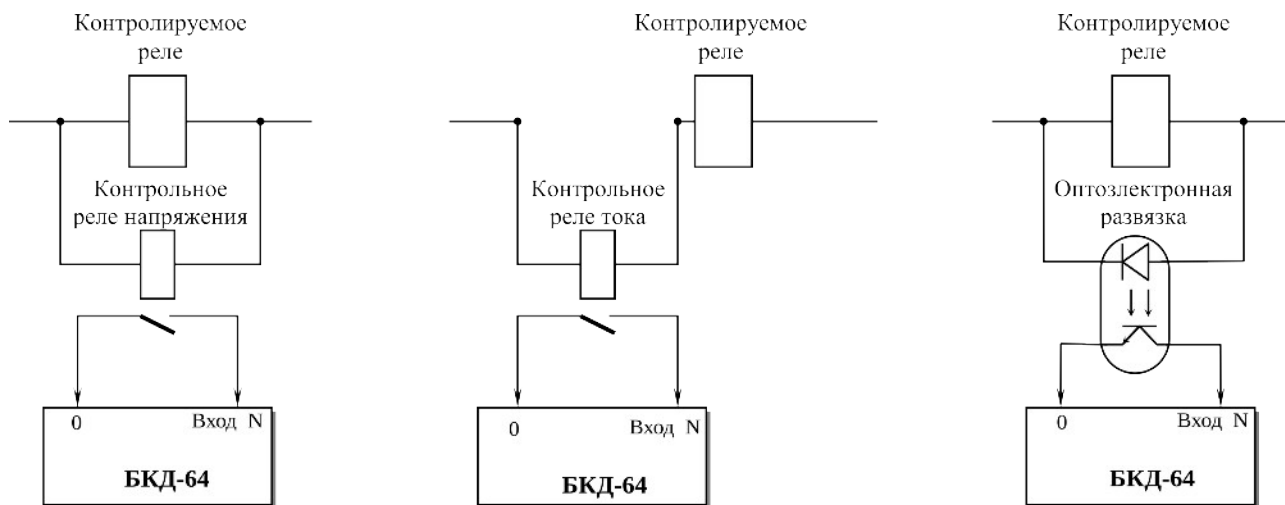 Контролируемое
реле
Контрольное
реле напряжения
0
Вход N
БКД-64
Контролируемое
реле
Контрольное
реле тока
0
Вход N
БКД-64
Контролируемое
реле
Оптоэлектронная
развязка
0
Вход N
БКД-64